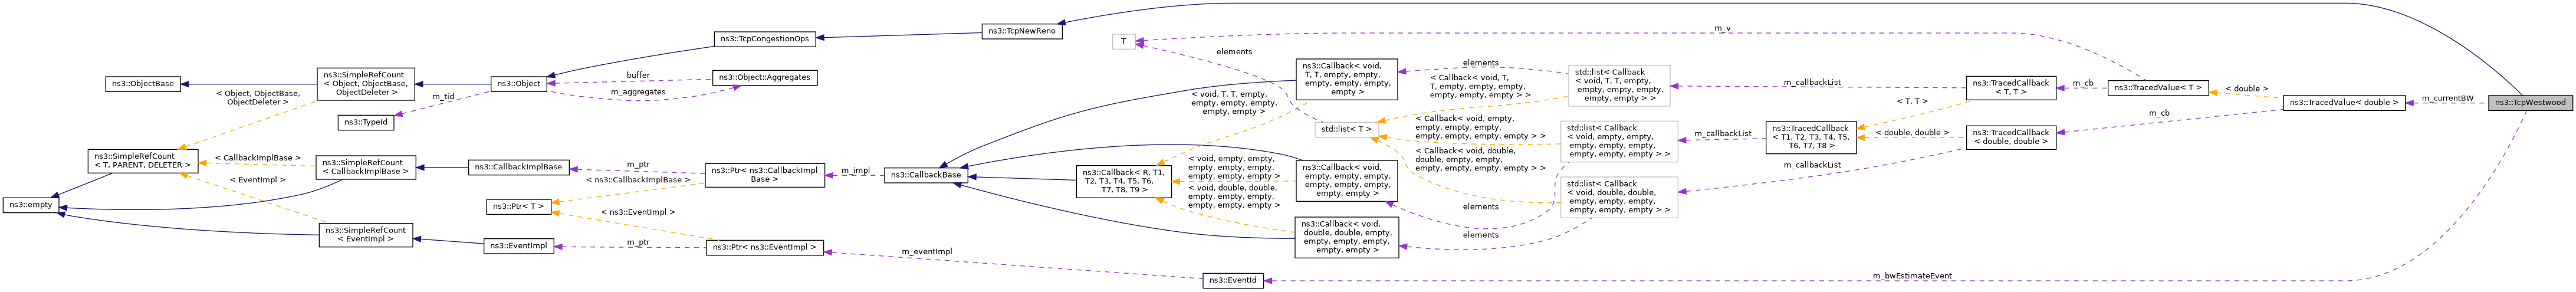 ns3::TcpNewReno
m_v
ns3::TcpCongestionOps
T
elements
ns3::ObjectBase
ns3::SimpleRefCount
< Object, ObjectBase,
ObjectDeleter >
ns3::Object
buffer
m_aggregates
ns3::Object::Aggregates
ns3::Callback< void,
T, T, empty, empty,
empty, empty, empty,
empty >
elements
std::list< Callback
< void, T, T, empty,
empty, empty, empty,
empty, empty > >
m_callbackList
ns3::TracedCallback
< T, T >
m_cb
ns3::TracedValue< T >
< double >
ns3::TracedValue< double >
m_currentBW
ns3::TcpWestwood
< Object, ObjectBase,
ObjectDeleter >
m_tid
ns3::TypeId
< void, T, T, empty,
empty, empty, empty,
empty, empty >
< Callback< void, T,
T, empty, empty, empty,
empty, empty, empty > >
< T, T >
m_cb
std::list< T >
< Callback< void, empty,
empty, empty, empty,
empty, empty, empty, empty > >
std::list< Callback
< void, empty, empty,
empty, empty, empty,
empty, empty, empty > >
m_callbackList
ns3::TracedCallback
< T1, T2, T3, T4, T5,
T6, T7, T8 >
< double, double >
ns3::TracedCallback
< double, double >
m_callbackList
ns3::SimpleRefCount
< T, PARENT, DELETER >
< CallbackImplBase >
ns3::SimpleRefCount
< CallbackImplBase >
ns3::CallbackImplBase
m_ptr
ns3::Ptr< ns3::CallbackImpl
Base >
m_impl
ns3::CallbackBase
ns3::Callback< R, T1,
T2, T3, T4, T5, T6,
T7, T8, T9 >
< void, empty, empty,
empty, empty, empty,
empty, empty, empty >
ns3::Callback< void,
empty, empty, empty,
empty, empty, empty,
empty, empty >
< Callback< void, double,
double, empty, empty,
empty, empty, empty, empty > >
std::list< Callback
< void, double, double,
empty, empty, empty,
empty, empty, empty > >
< EventImpl >
< ns3::CallbackImplBase >
< void, double, double,
empty, empty, empty,
empty, empty, empty >
elements
ns3::empty
ns3::Ptr< T >
< ns3::EventImpl >
ns3::SimpleRefCount
< EventImpl >
ns3::EventImpl
m_ptr
ns3::Ptr< ns3::EventImpl >
ns3::Callback< void,
double, double, empty,
empty, empty, empty,
empty, empty >
elements
m_eventImpl
ns3::EventId
m_bwEstimateEvent